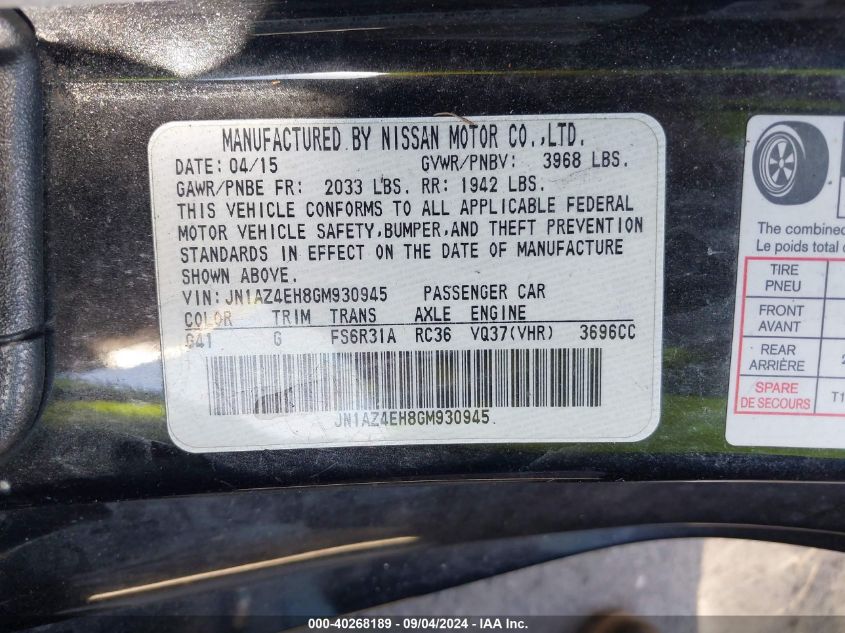 MANUFACTURED BY NISSAN MOTOR CO.,LTD.
DATE: 04/15 GVWR/PNBV: 3968 LBS.
GAWR/PNBE FR: 2033 LBS. RR: 1942 LBS.
THIS VEHICLE CONFORMS TO ALL APPLICABLE FEDERAL
MOTOR VEHICLE SAFETY,BUMPER,AND THEFT PREVENTION
STANDARDS IN EFFECT ON THE DATE OF MANUFACTURE
SHOWN ABOVE.
VIN: JN1AZ4EH8GM930945 PASSENGER CAR
COLOR TRIM TRANS AXLE ENGINE
G41 G FS6R31A RC36 VQ37(VHR) 3696CC
JN1AZ4EH8GM930945
The combined
Le poids total
TIRE
PNEU
FRONT
AVANT
REAR
ARRIÈRE
2
SPARE
DE SECOURS
T1
000-40268189 - 09/04/2024 - IAA Inc.